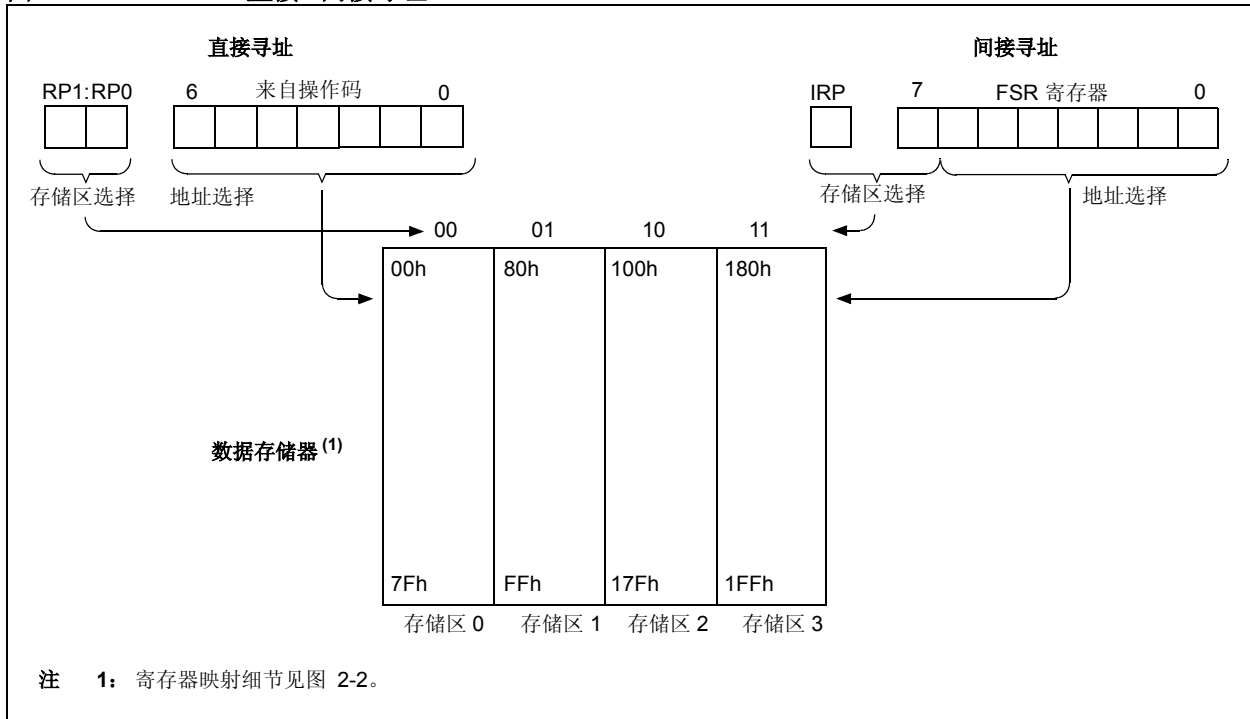 直接寻址 间接寻址
RP1:RP0 6 来自操作码 0 IRP 7 FSR 寄存器 0
存储区选择 地址选择 存储区选择 地址选择
00 01 10 11
00h 80h 100h 180h
数据存储器 (1)
7Fh FFh 17Fh 1FFh
存储区 0 存储区 1 存储区 2 存储区 3
注 1: 寄存器映射细节见图 2-2。